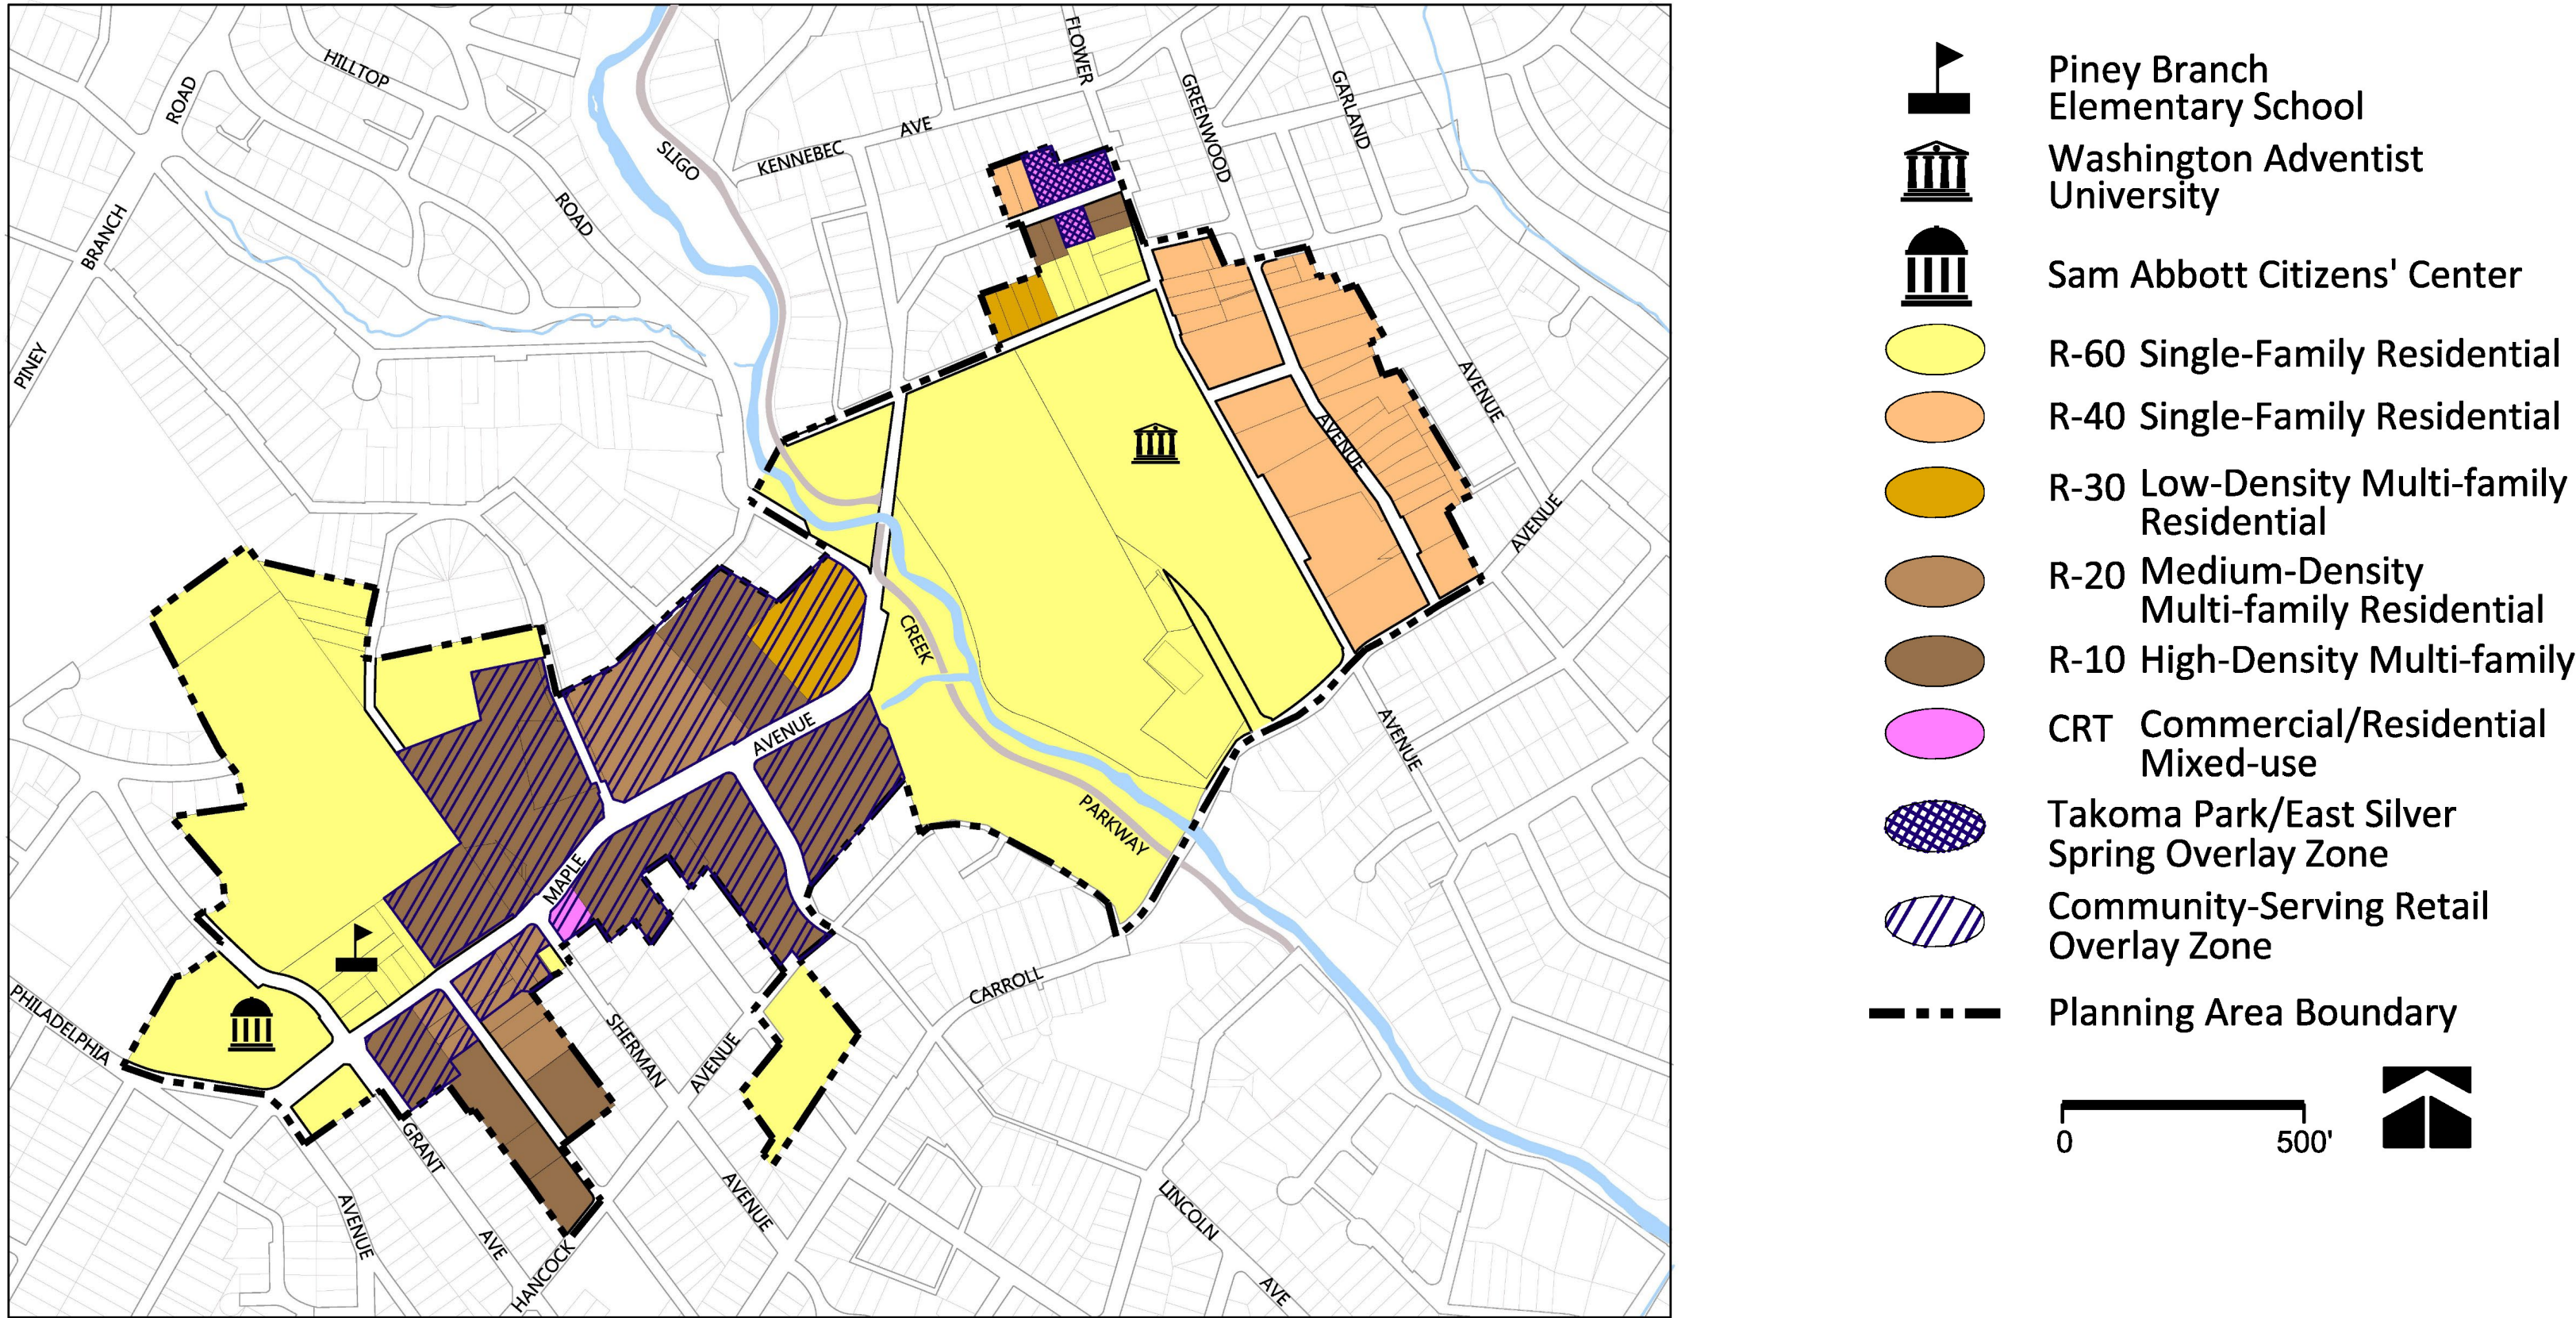 HILLTOP
ROAD
ROAD
BRANCH
PINEY
SLIGO
KENNEBEC
AVE
FLOWER
GREENWOOD
GARLAND
AVENUE
AVENUE
AVENUE
AVENUE
CREEK
PARKWAY
AVENUE
MAPLE
CARROLL
PHILADELPHIA
SHERMAN
AVENUE
AVENUE
GRANT
AVE
AVENUE
HANCOCK
LINCOLN
AVE
Piney Branch
Elementary School
Washington Adventist
University
Sam Abbott Citizens' Center
R-60 Single-Family Residential
R-40 Single-Family Residential
R-30 Low-Density Multi-family
Residential
R-20 Medium-Density
Multi-family Residential
R-10 High-Density Multi-family
CRT Commercial/Residential
Mixed-use
Takoma Park/East Silver
Spring Overlay Zone
Community-Serving Retail
Overlay Zone
Planning Area Boundary
0 500'